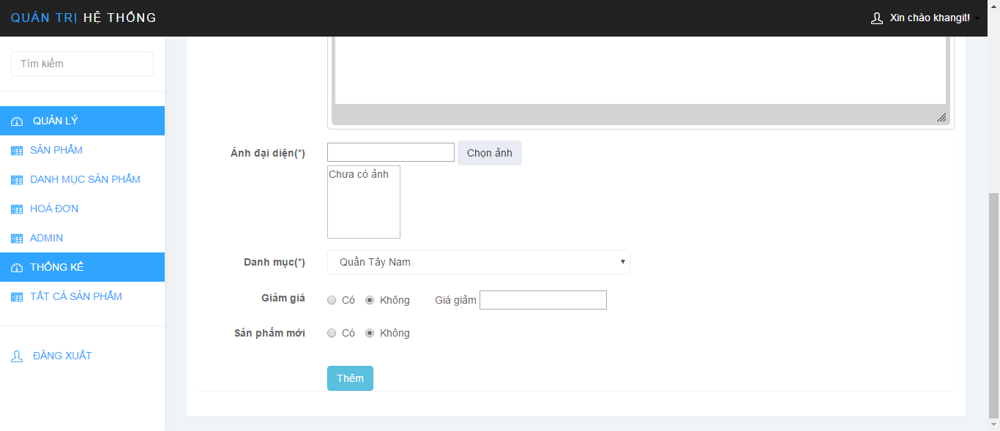 QUẢN TRỊ HỆ THỐNG
Xin chào khangit!
Tìm kiếm
QUẢN LÝ
SẢN PHẨM
DANH MỤC SẢN PHẨM
HOÁ ĐƠN
ADMIN
THỐNG KÊ
TẤT CẢ SẢN PHẨM
ĐĂNG XUẤT
Ảnh đại diện(*)
Chọn ảnh
Chưa có ảnh
Danh mục(*)
Quần Tây Nam
Giảm giá
Có Không Giá giảm
Sản phẩm mới
Có Không
Thêm